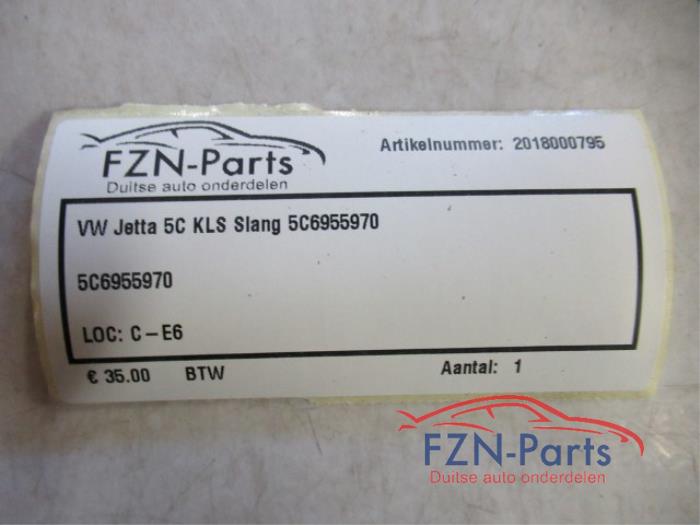 FZN-Parts
Duitse auto onderdelen
Artikelnummer: 2018000795
VW Jetta 5C KLS Slang 5C6955970
5C6955970
LOC: C-E6
€ 35.00 BTW
Aantal: 1
FZN-Parts
Duitse auto onderdelen